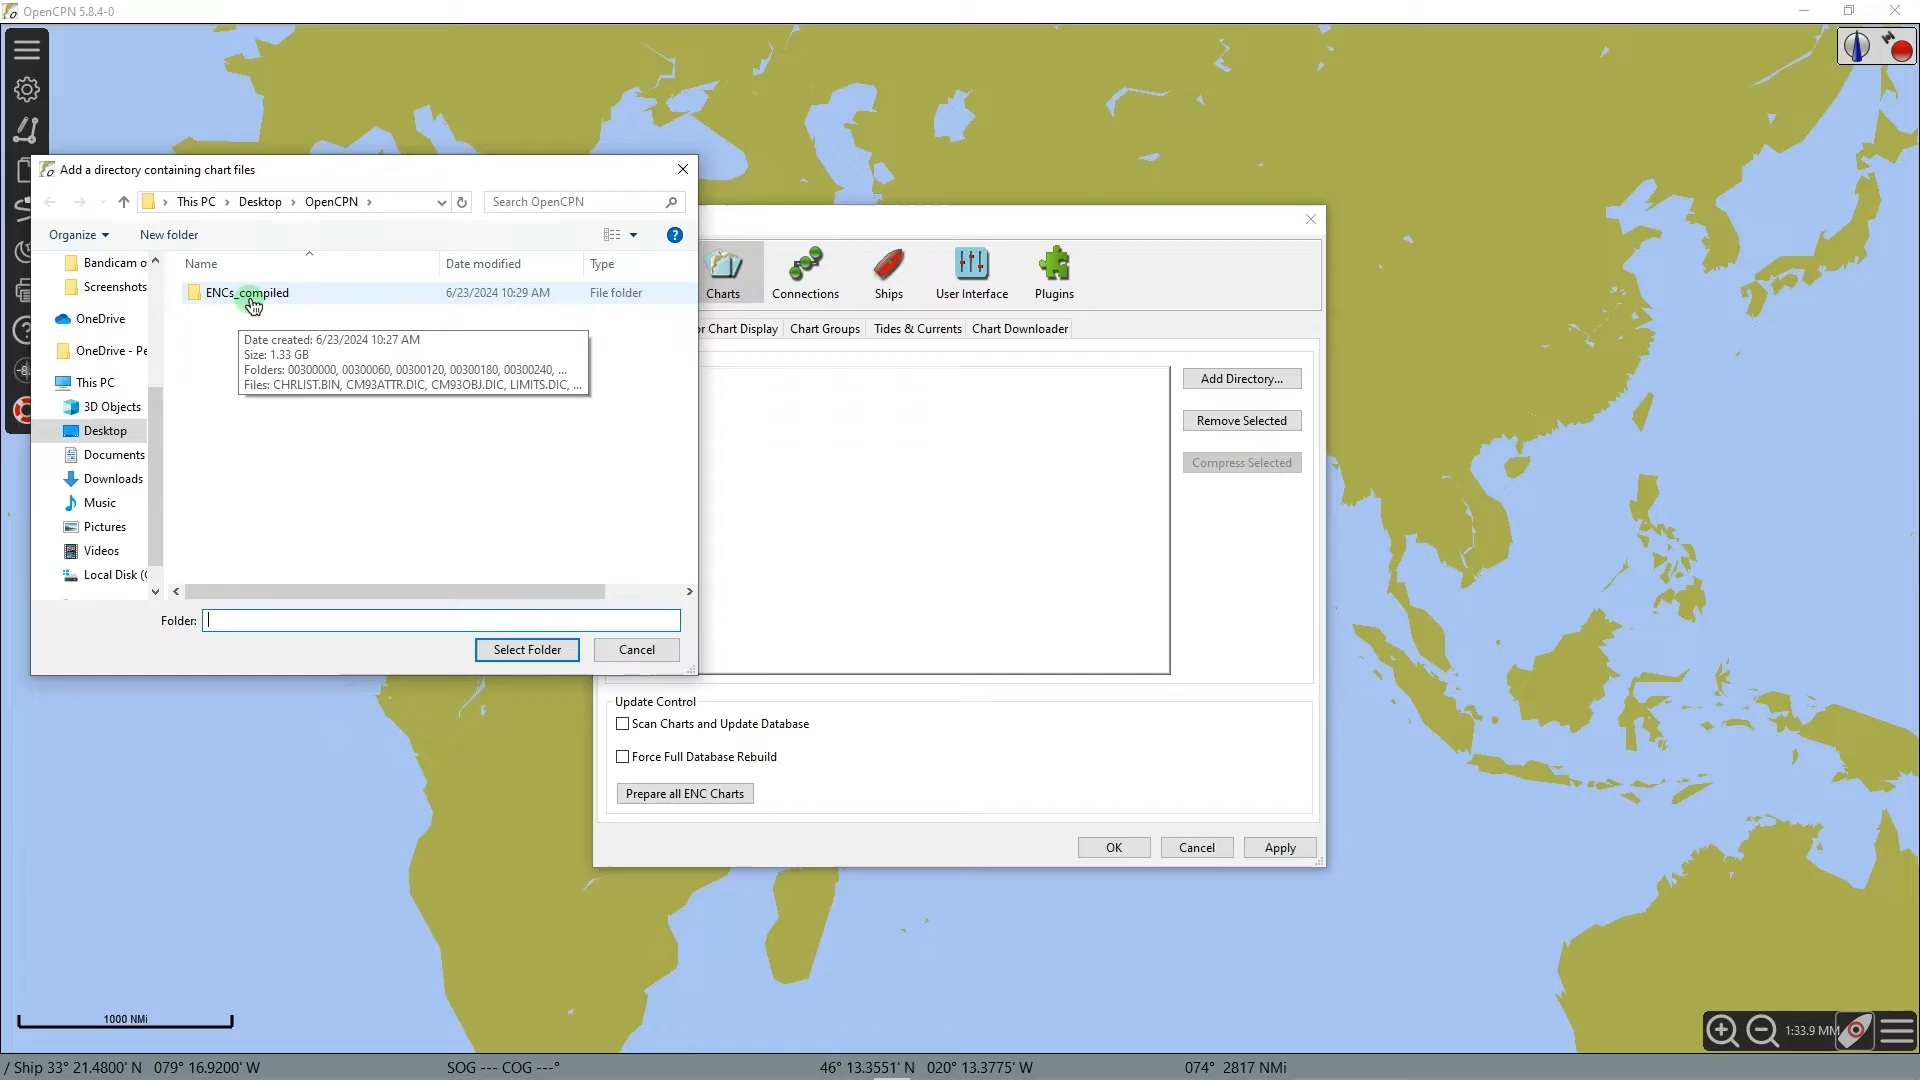 OpenCPN 5.8.4-0
Add a directory containing chart files
This PC > Desktop > OpenCPN >
Search OpenCPN
Organize
New folder
Bandicam o
Screenshots
OneDrive
OneDrive - Pe
This PC
3D Objects
Desktop
Documents
Downloads
Music
Pictures
Videos
Local Disk (
Name
Date modified
Type
ENCs_compiled
6/23/2024 10:29 AM
File folder
Date created: 6/23/2024 10:27 AM
Size: 1.33 GB
Folders: 00300000, 00300060, 00300120, 00300180, 00300240, ...
Files: CHRLIST.BIN, CM93ATTR.DIC, CM93OBJ.DIC, LIMITS.DIC, ...
Folder:
Select Folder
Cancel
Charts
Connections
Ships
User Interface
Plugins
or Chart Display
Chart Groups
Tides & Currents
Chart Downloader
Add Directory...
Remove Selected
Compress Selected
Update Control
Scan Charts and Update Database
Force Full Database Rebuild
Prepare all ENC Charts
OK
Cancel
Apply
1000 NMi
1:33.9 MM
/ Ship 33° 21.4800' N 079° 16.9200' W
SOG --- COG ---°
46° 13.3551' N 020° 13.3775' W
074° 2817 NMi